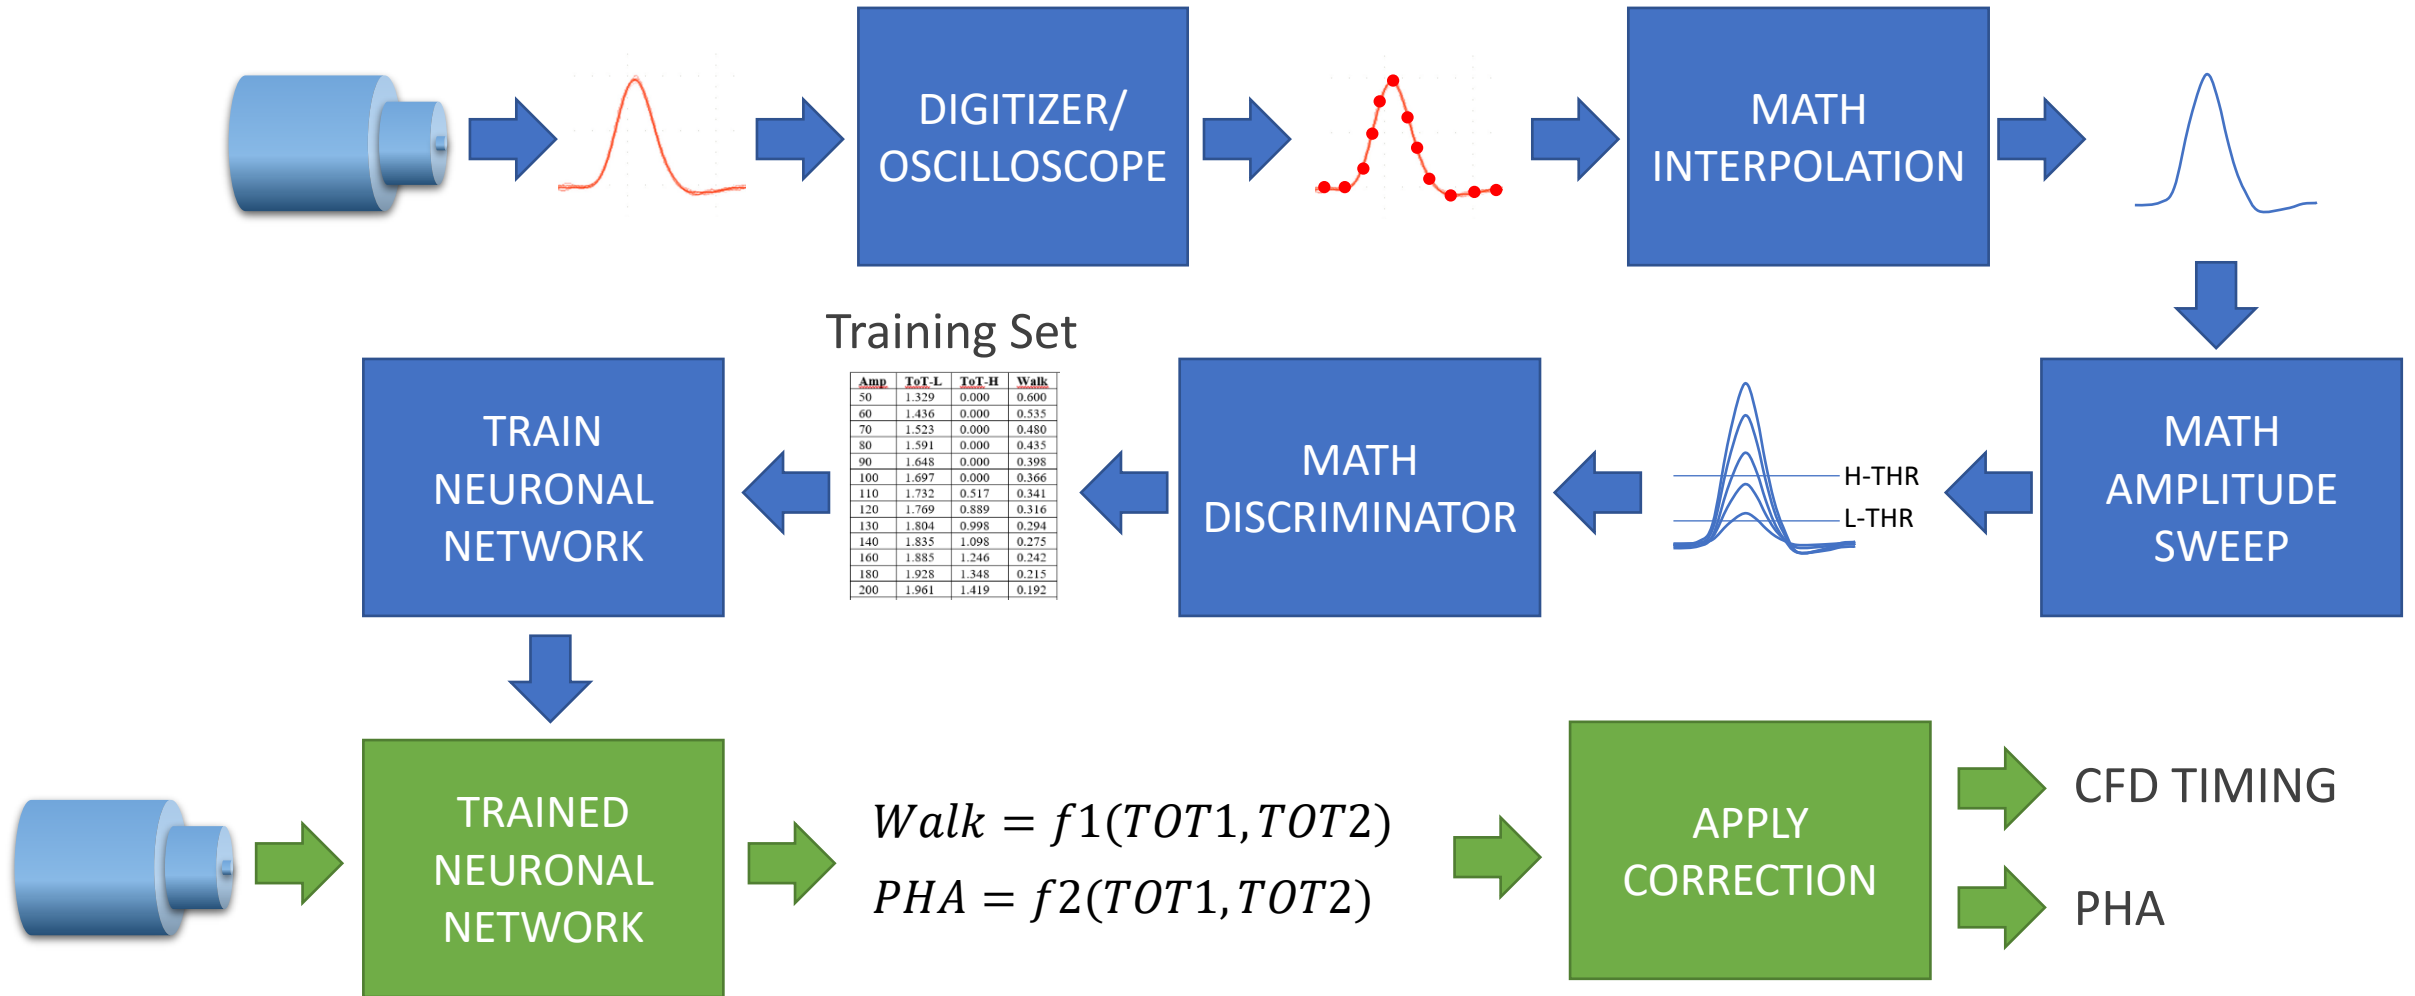 DIGITIZER/
OSCILLOSCOPE
MATH
INTERPOLATION
Training Set
Amp ToT-L ToT-H Walk
50 1.329 0.000 0.600
60 1.436 0.000 0.535
70 1.523 0.000 0.480
80 1.591 0.000 0.435
90 1.648 0.000 0.398
100 1.697 0.000 0.366
110 1.732 0.517 0.341
120 1.769 0.889 0.316
130 1.804 0.998 0.294
140 1.835 1.098 0.275
160 1.885 1.246 0.242
180 1.928 1.348 0.215
200 1.961 1.419 0.192
TRAIN
NEURONAL
NETWORK
MATH
DISCRIMINATOR
H-THR
L-THR
MATH
AMPLITUDE
SWEEP
TRAINED
NEURONAL
NETWORK
Walk = f1(TOT1, TOT2)
PHA = f2(TOT1, TOT2)
APPLY
CORRECTION
CFD TIMING
PHA